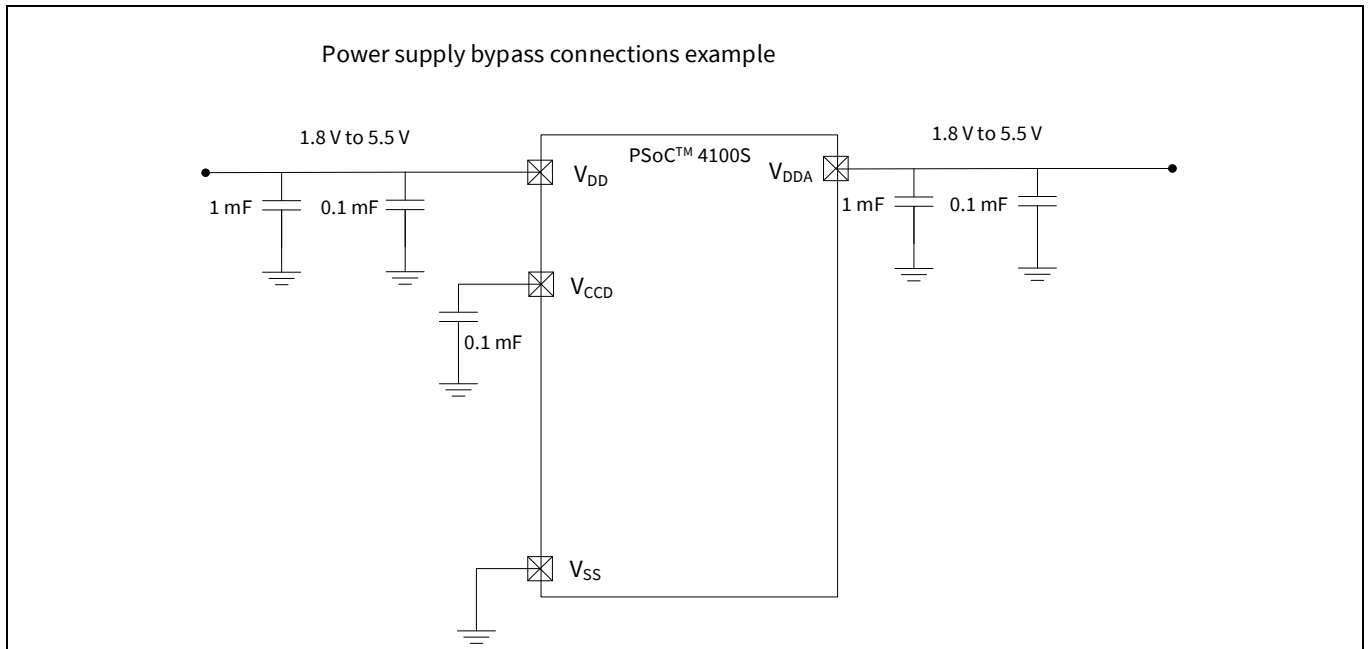 Power supply bypass connections example
1.8 V to 5.5 V
1.8 V to 5.5 V
PSoC™ 4100S
V_DD
V_DDA
1 mF
0.1 mF
1 mF
0.1 mF
V_CCD
0.1 mF
V_SS